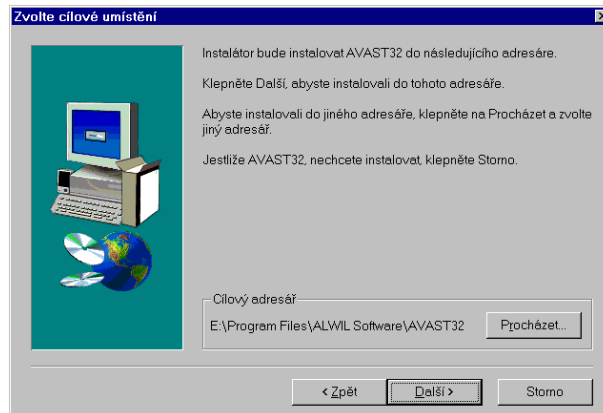 Zvolte cílové umístění
Instalátor bude instalovat AVAST32 do následujícího adresáre.
Klepněte Další, abyste instalovali do tohoto adresáře.
Abyste instalovali do jiného adresáře, klepněte na Procházet a zvolte
jiný adresář.
Jestliže AVAST32, nechcete instalovat, klepněte Storno.
Cílový adresář
E:\Program Files\ALWIL Software\AVAST32
Procházet...
< Zpět
Další >
Storno